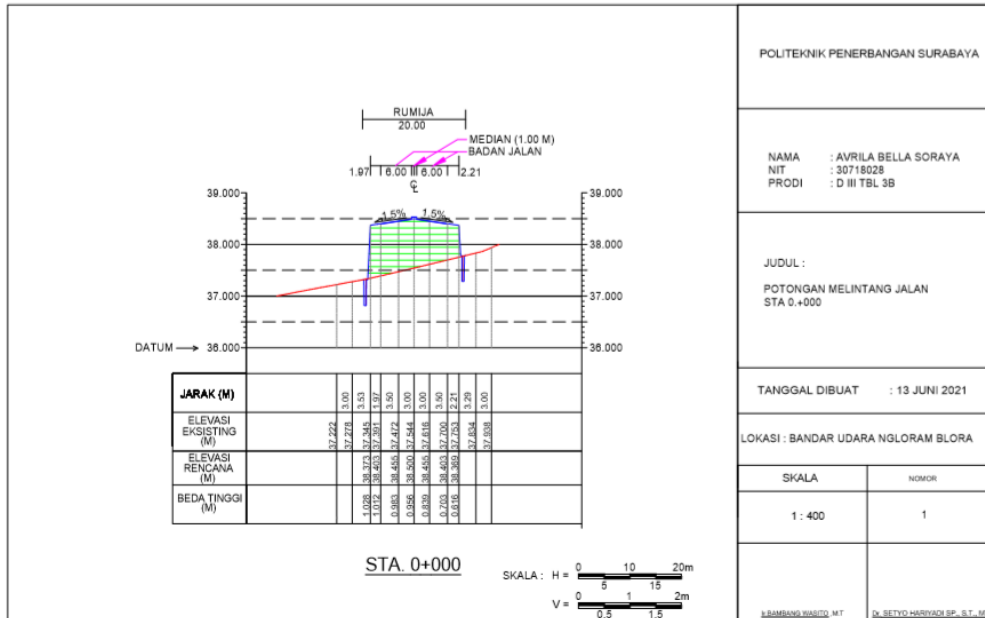 POLITEKNIK PENERBANGAN SURABAYA
NAMA : AVRILA BELLA SORAYA
NIT : 30718028
PRODI : D III TBL 3B
JUDUL :
POTONGAN MELINTANG JALAN
STA 0.+000
TANGGAL DIBUAT : 13 JUNI 2021
LOKASI : BANDAR UDARA NGLORAM BLORA
SKALA NOMOR
1 : 400 1
Ir.BAMBANG WASITO ,M.T Dr. SETYO HARIYADI SP., S.T.,
RUMIJA
20.00
MEDIAN (1.00 M)
BADAN JALAN
1.97 6.00 6.00 2.21
39.000 39.000
1.5% 1.5%
38.000 38.000
37.000 37.000
DATUM 36.000 36.000
JARAK (M) 3.00 3.53 1.97 3.50 3.00 3.00 3.50 2.21 3.29 3.00
ELEVASI EKSISTING (M) 37.222 37.278 37.345 37.391 37.472 37.544 37.616 37.700 37.753 37.834 37.938
ELEVASI RENCANA (M) 38.373 38.403 38.455 38.500 38.455 38.403 38.369
BEDA TINGGI (M) 1.028 1.012 0.983 0.956 0.839 0.703 0.616
STA. 0+000
SKALA : H = 0 5 10 15 20m
V = 0 0.5 1 1.5 2m